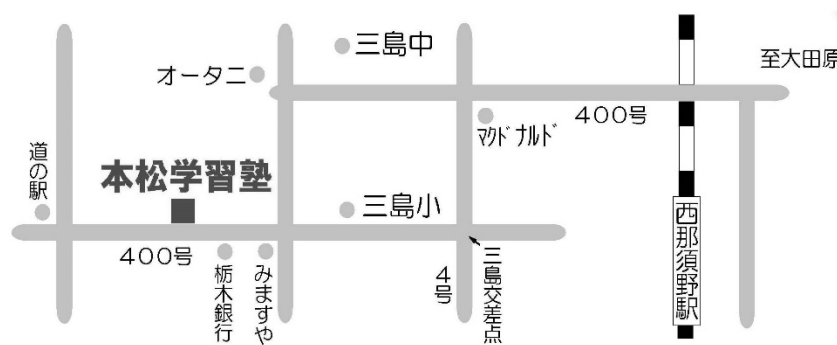 三島中
オータニ
至大田原
マクドナルド
400号
道の駅
本松学習塾
三島小
西那須野駅
400号
栃木銀行
みますや
4号
三島交差点